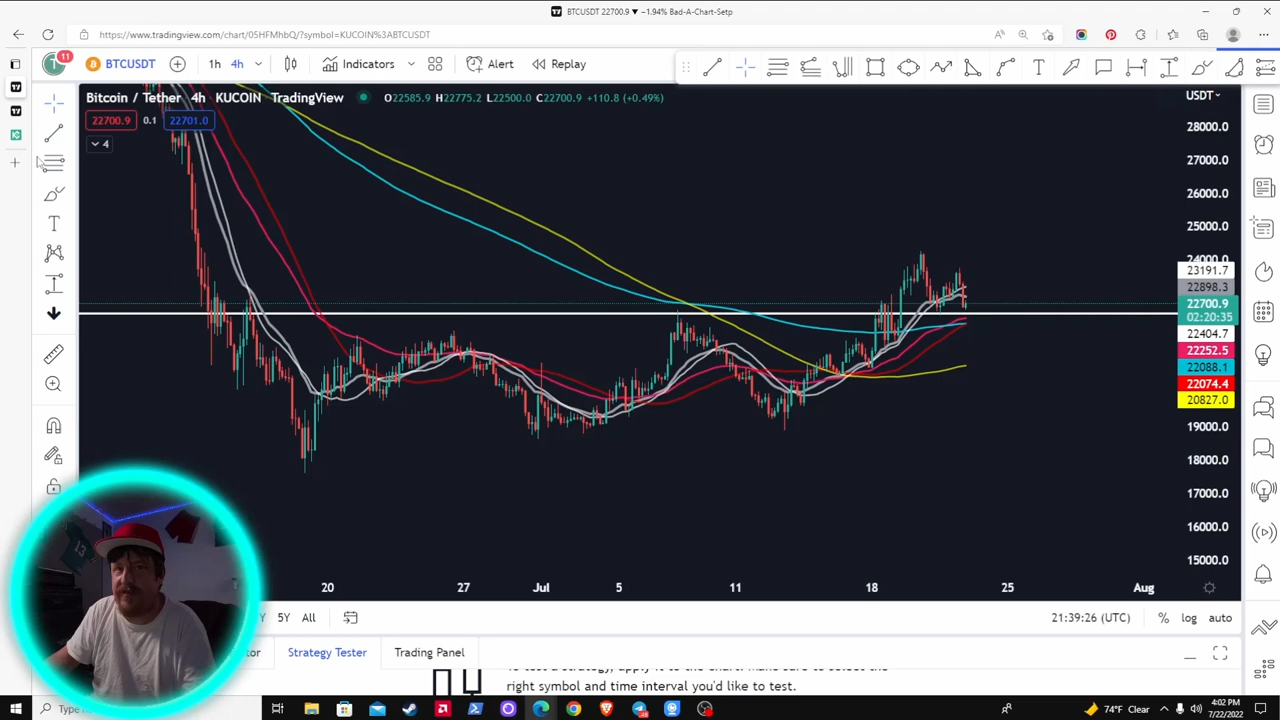 BTCUSDT 22700.9 ▼ −1.94% Bad-A-Chart-Setp
https://www.tradingview.com/chart/05HFMhbQ/?symbol=KUCOIN%3ABTCUSDT
11
BTCUSDT
1h
4h
Indicators
Alert
Replay
Bitcoin / Tether 4h KUCOIN TradingView
O22585.9 H22775.2 L22500.0 C22700.9 +110.8 (+0.49%)
USDT
22700.9
0.1
22701.0
4
28000.0
27000.0
26000.0
25000.0
24000.0
23191.7
22898.3
22700.9
02:20:35
22404.7
22252.5
22088.1
22074.4
20827.0
19000.0
18000.0
17000.0
16000.0
15000.0
20
27
Jul
5
11
18
25
Aug
5Y
All
21:39:26 (UTC)
%
log
auto
Strategy Tester
Trading Panel
right symbol and time interval you'd like to test.
13
74°F Clear
4:02 PM
7/22/2022